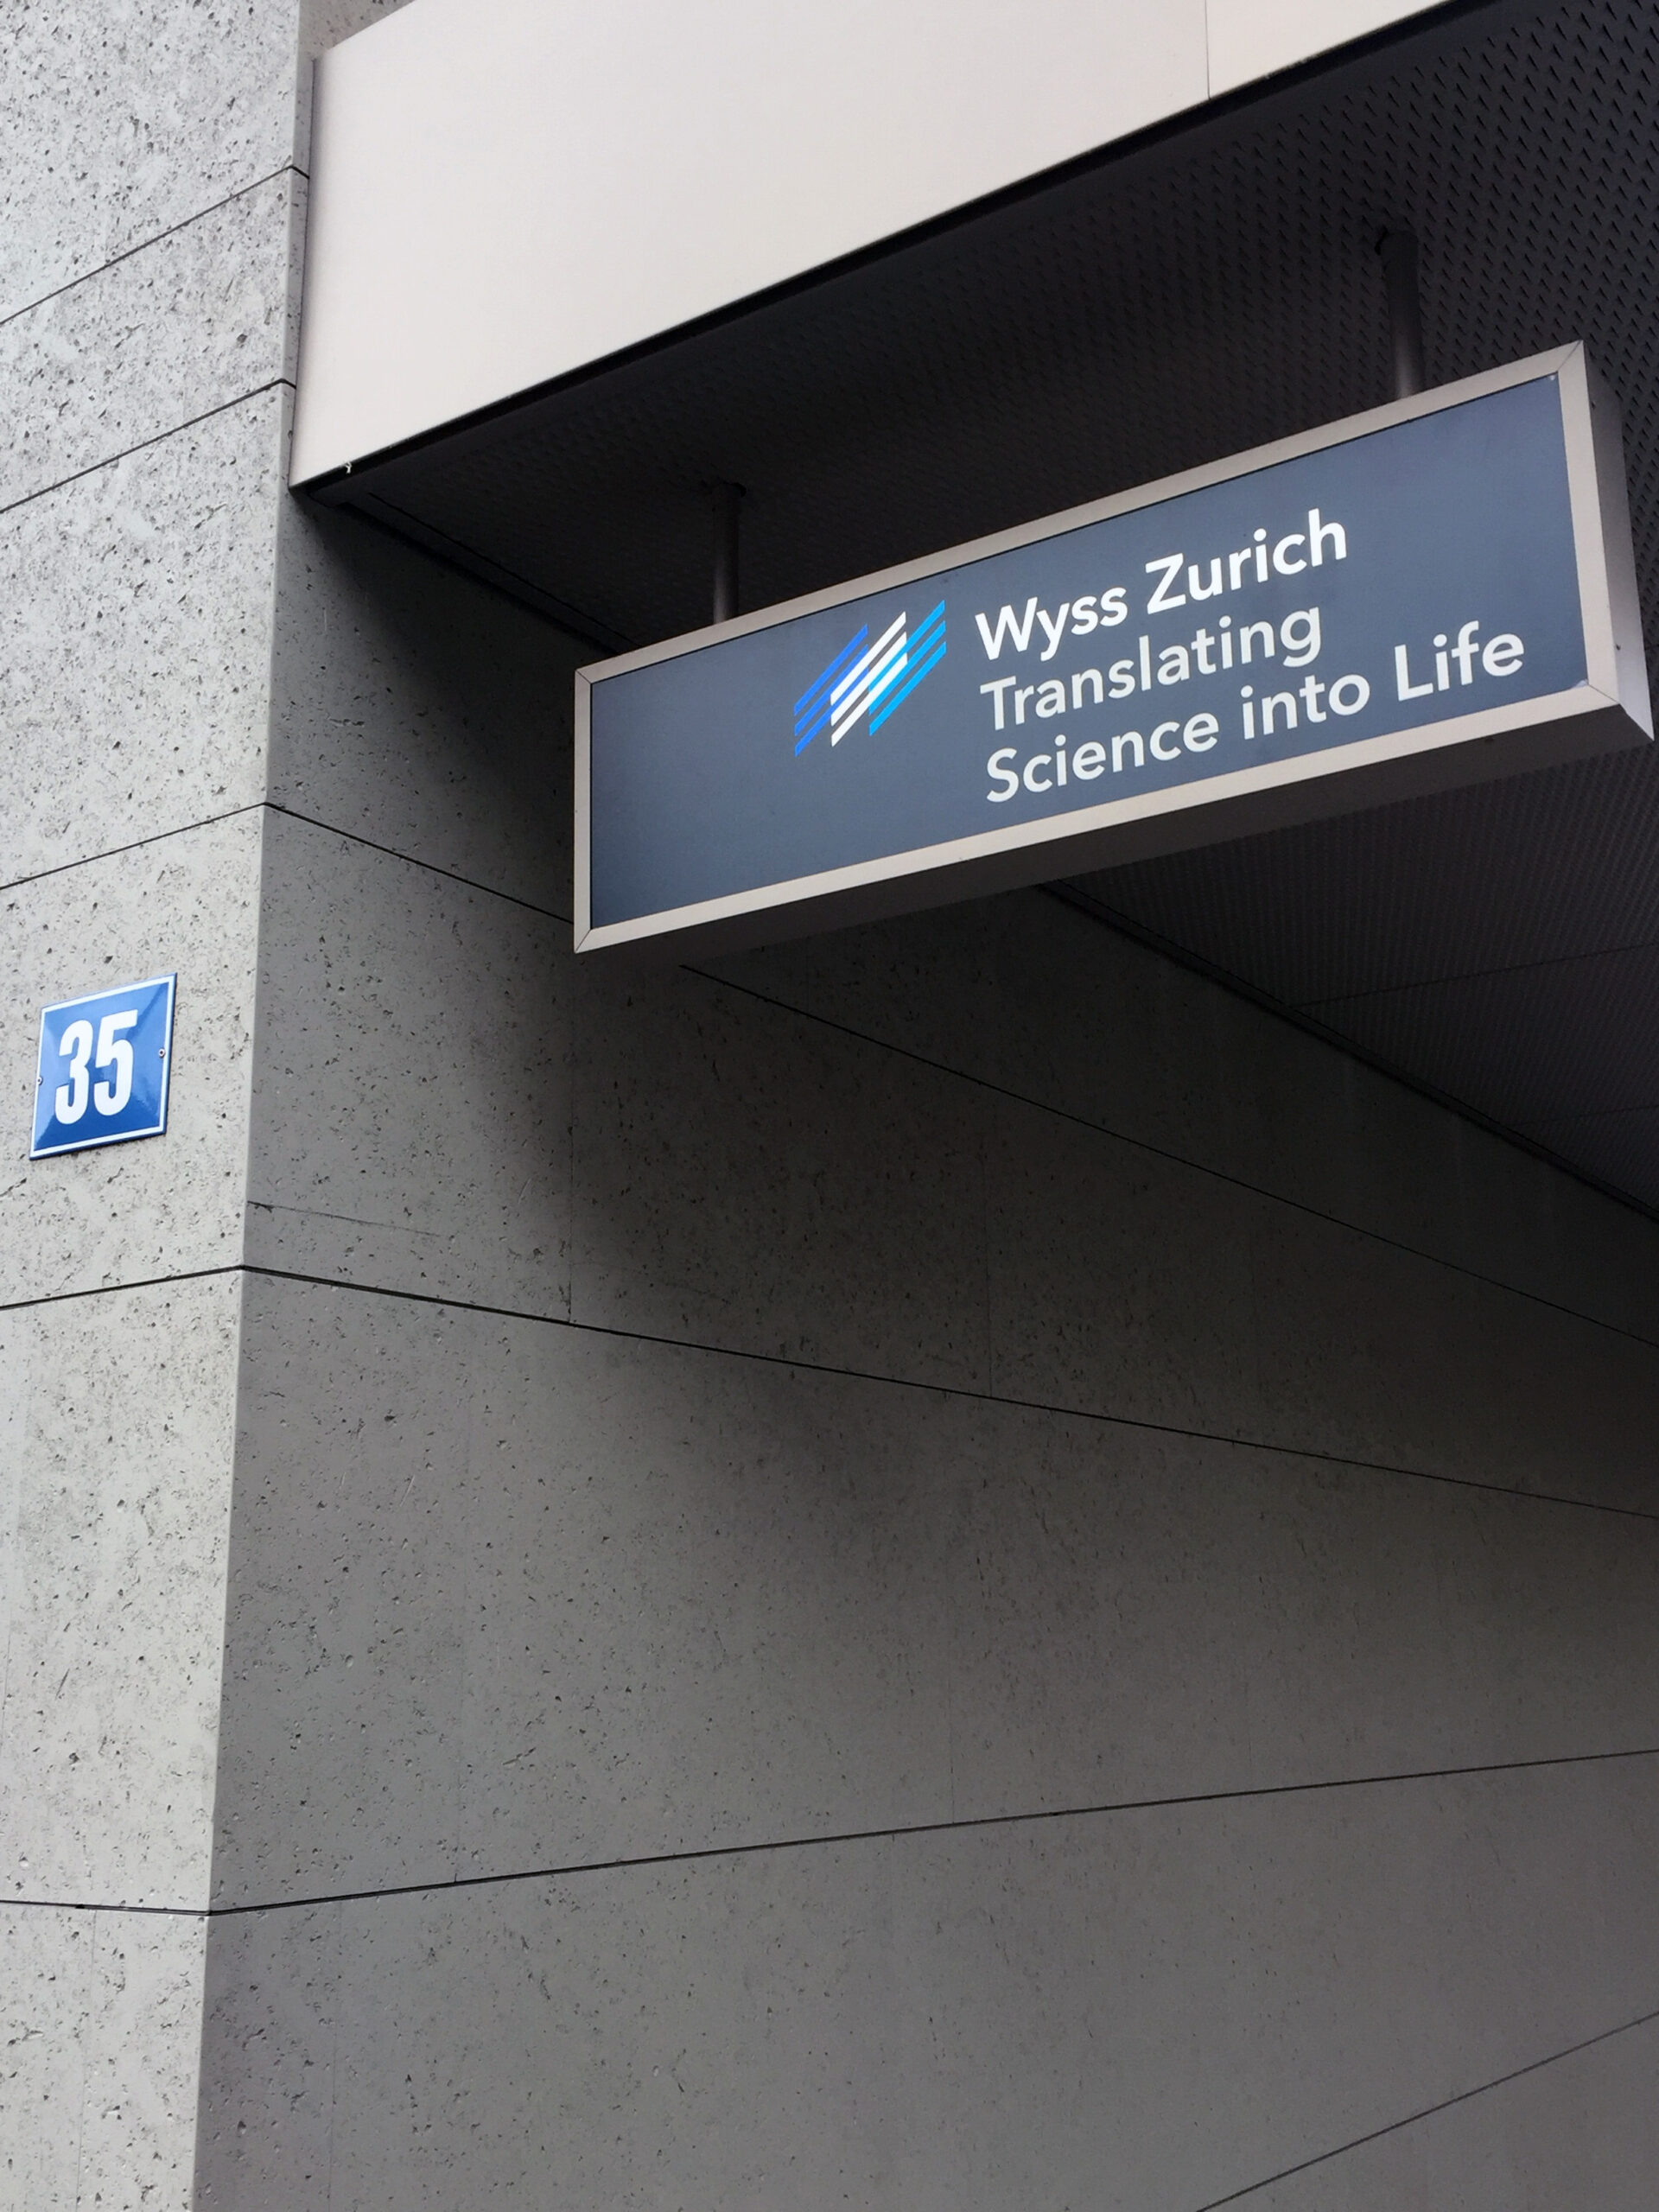 Wyss Zurich
Translating
Science into Life
35